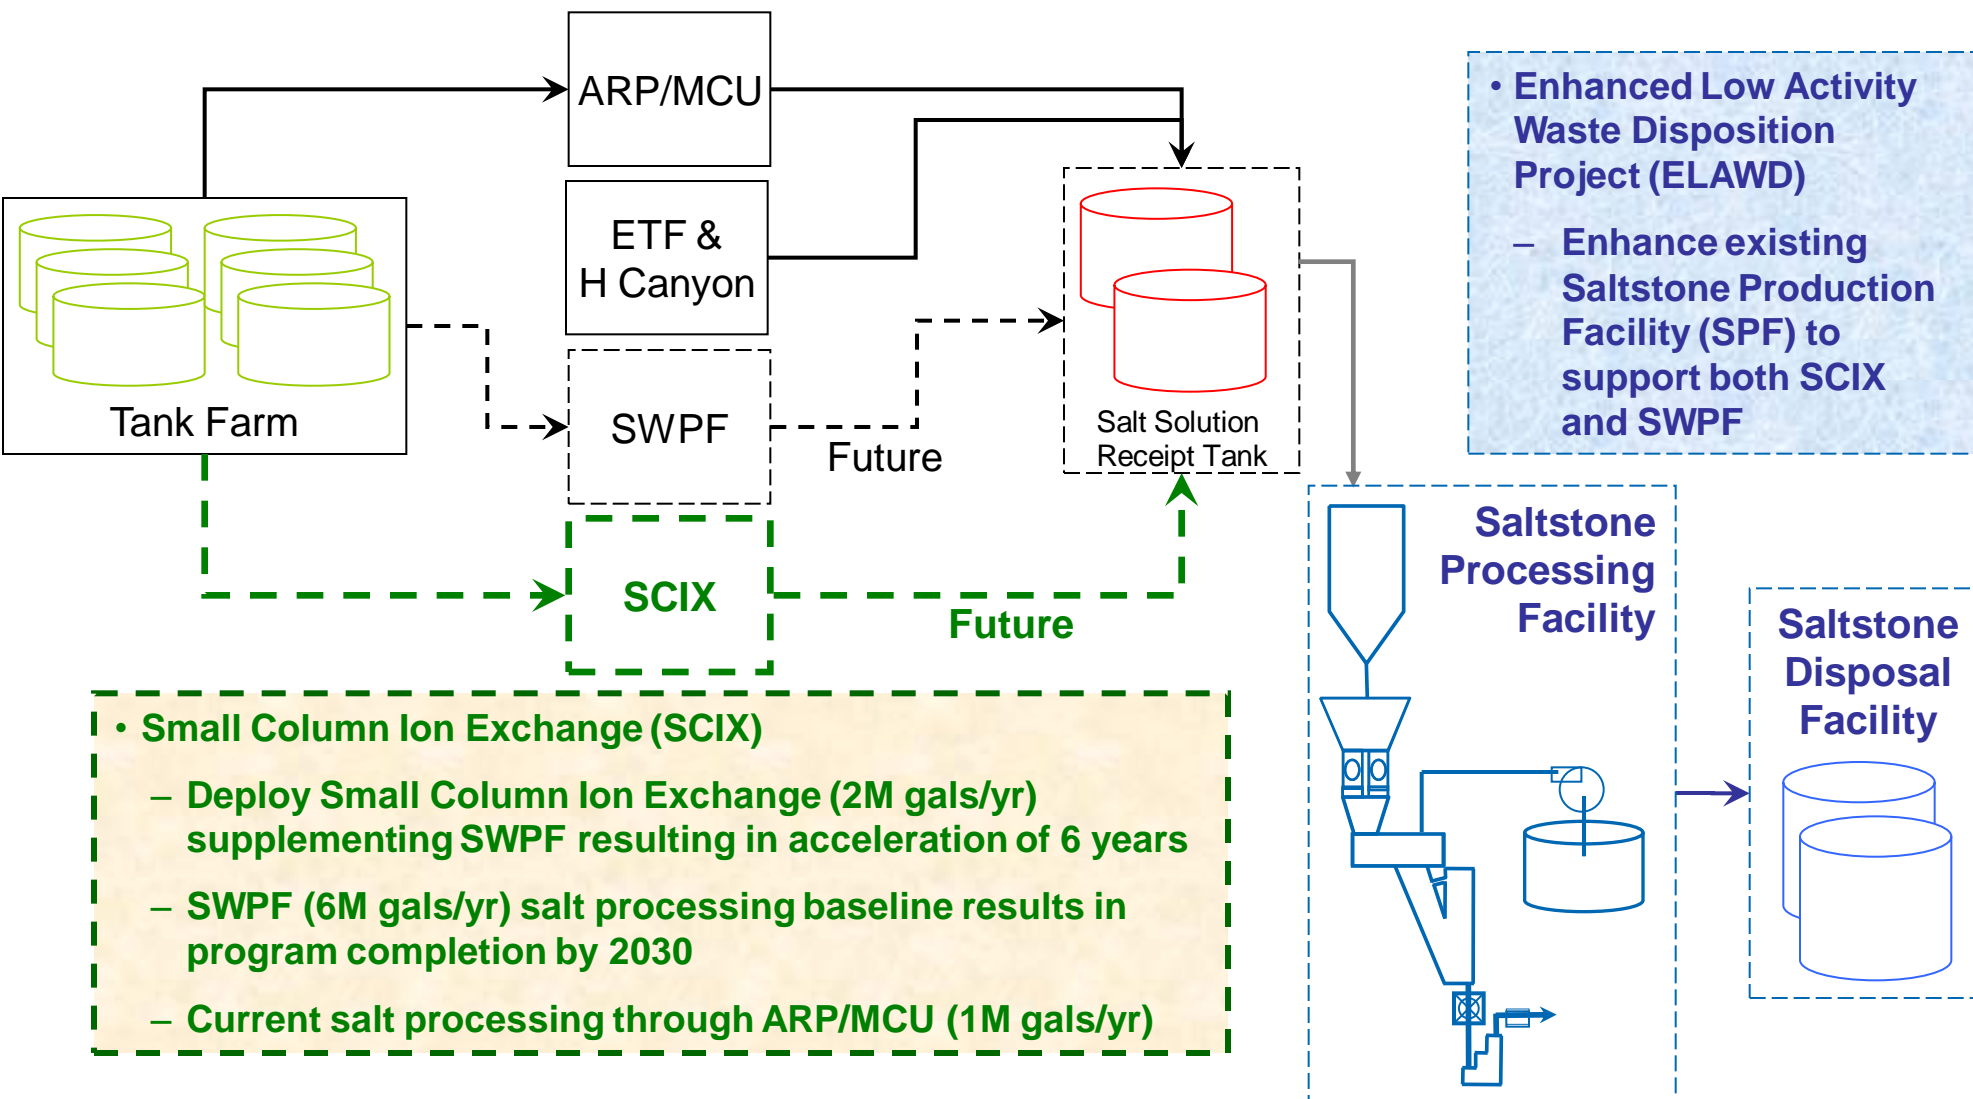 ARP/MCU
ETF &
H Canyon
Tank Farm
SWPF
Future
SCIX
Future
Salt Solution
Receipt Tank
• Enhanced Low Activity
Waste Disposition
Project (ELAWD)
– Enhance existing
Saltstone Production
Facility (SPF) to
support both SCIX
and SWPF
Saltstone
Processing
Facility
Saltstone
Disposal
Facility
• Small Column Ion Exchange (SCIX)
– Deploy Small Column Ion Exchange (2M gals/yr)
supplementing SWPF resulting in acceleration of 6 years
– SWPF (6M gals/yr) salt processing baseline results in
program completion by 2030
– Current salt processing through ARP/MCU (1M gals/yr)